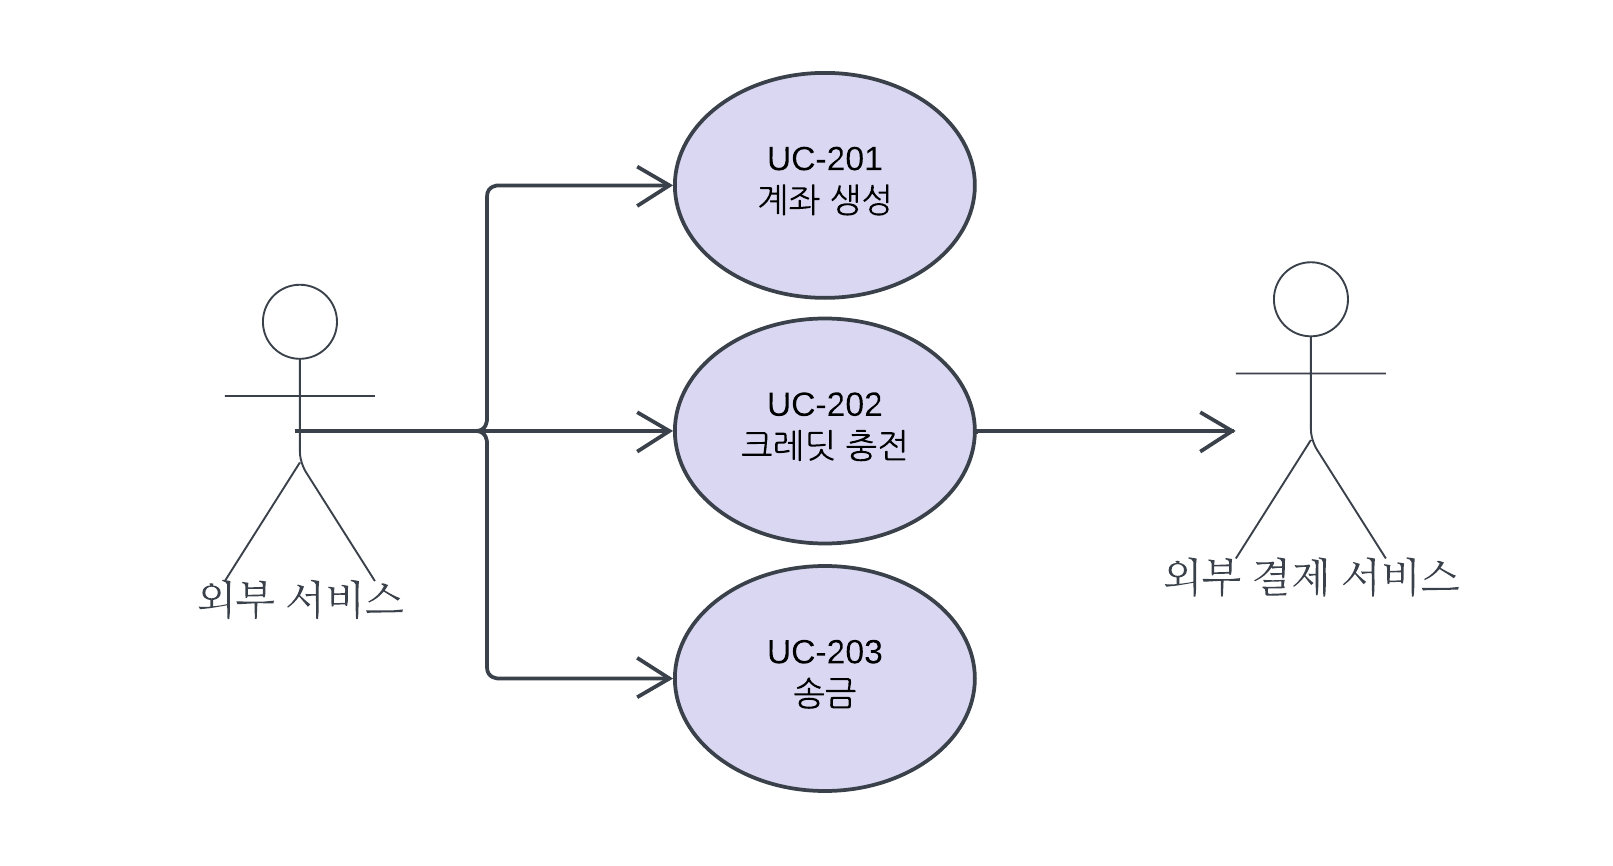 UC-201
계좌 생성
UC-202
크레딧 충전
UC-203
송금
외부 서비스
외부 결제 서비스